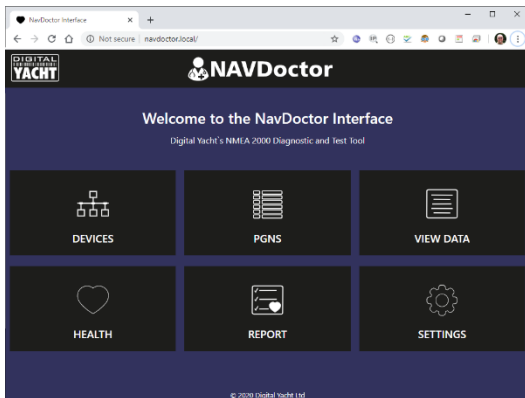 NavDoctor Interface
Not secure
navdoctor.local/
DIGITAL
YACHT
NAVDoctor
Welcome to the NavDoctor Interface
Digital Yacht`s NMEA 2000 Diagnostic and Test Tool
DEVICES
PGNS
VIEW DATA
HEALTH
REPORT
SETTINGS
© 2020 Digital Yacht Ltd